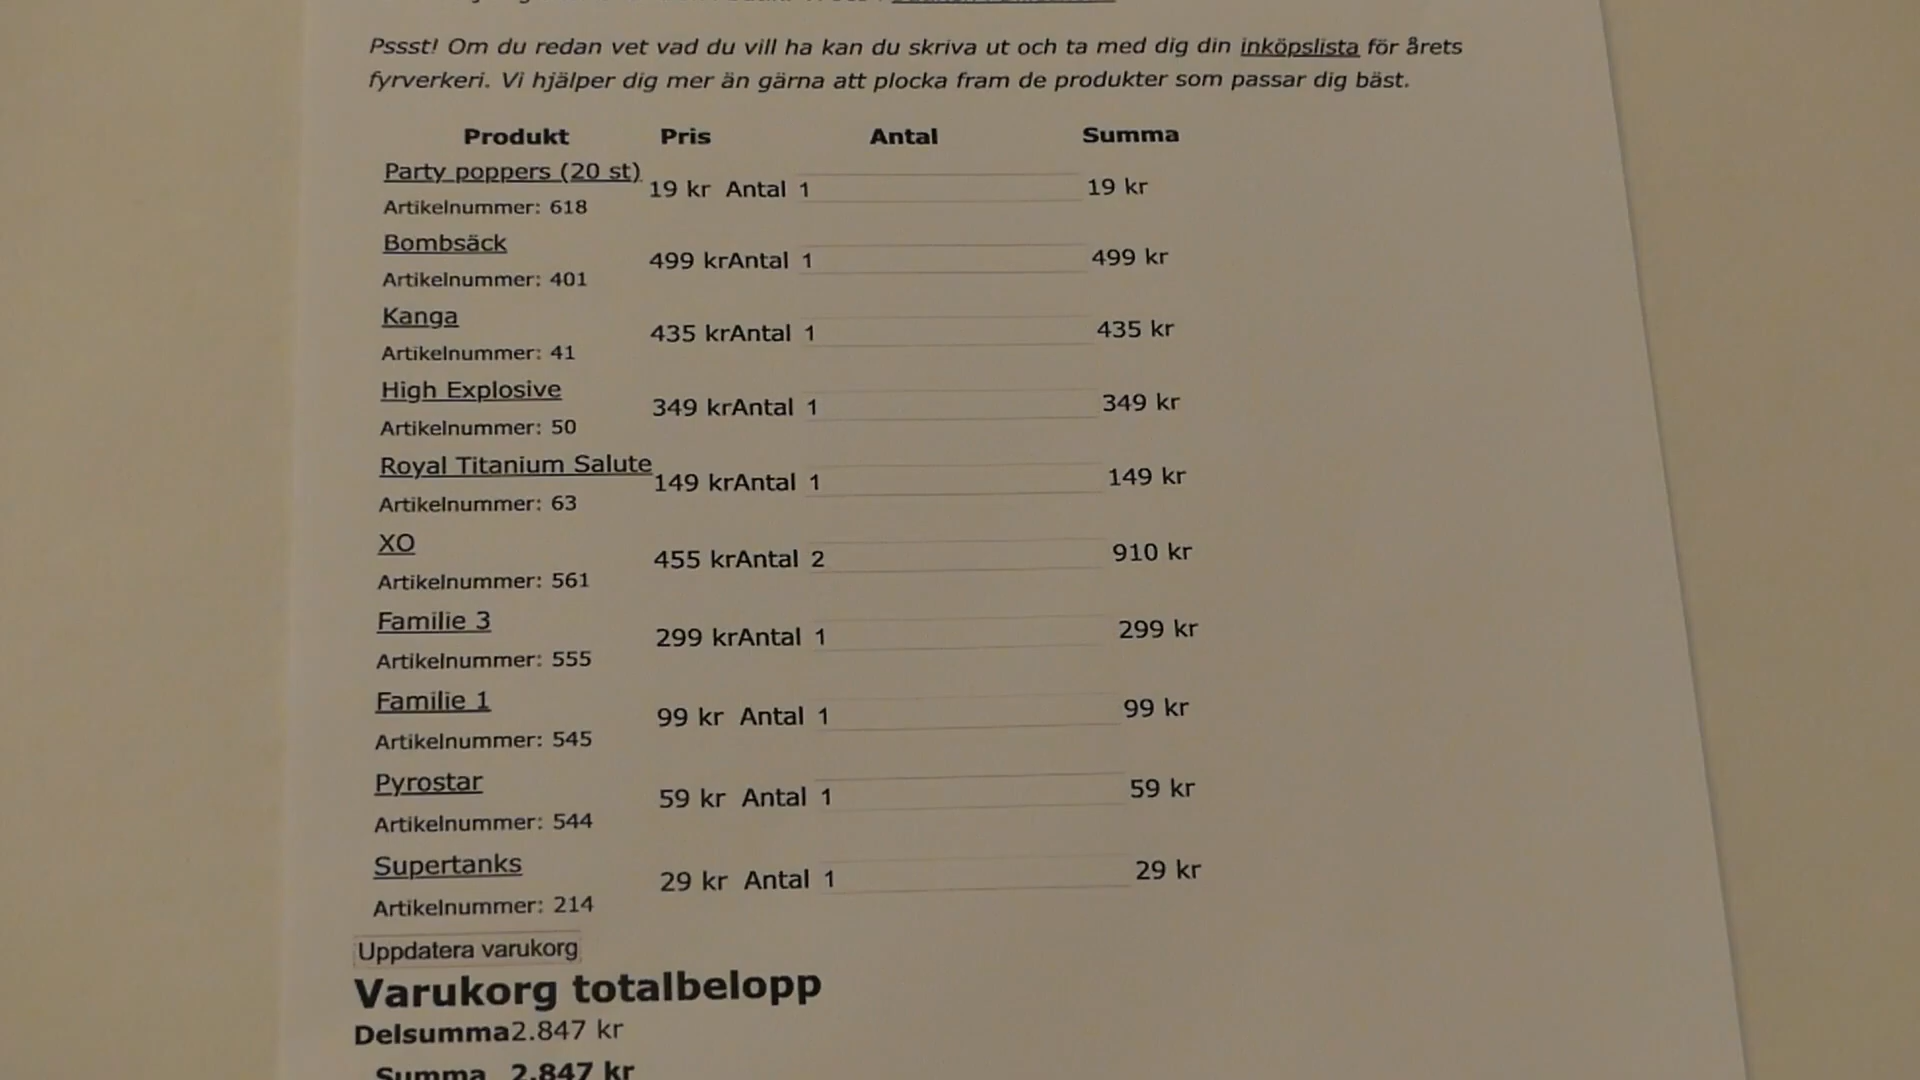 Pssst! Om du redan vet vad du vill ha kan du skriva ut och ta med dig din inköpslista för årets
fyrverkeri. Vi hjälper dig mer än gärna att plocka fram de produkter som passar dig bäst.
Produkt Pris Antal Summa
Party poppers (20 st) 19 kr Antal 1 19 kr
Artikelnummer: 618
Bombsäck 499 krAntal 1 499 kr
Artikelnummer: 401
Kanga 435 krAntal 1 435 kr
Artikelnummer: 41
High Explosive 349 krAntal 1 349 kr
Artikelnummer: 50
Royal Titanium Salute 149 krAntal 1 149 kr
Artikelnummer: 63
XO 455 krAntal 2 910 kr
Artikelnummer: 561
Familie 3 299 krAntal 1 299 kr
Artikelnummer: 555
Familie 1 99 kr Antal 1 99 kr
Artikelnummer: 545
Pyrostar 59 kr Antal 1 59 kr
Artikelnummer: 544
Supertanks 29 kr Antal 1 29 kr
Artikelnummer: 214
Uppdatera varukorg
Varukorg totalbelopp
Delsumma2.847 kr
Summa 2.847 kr